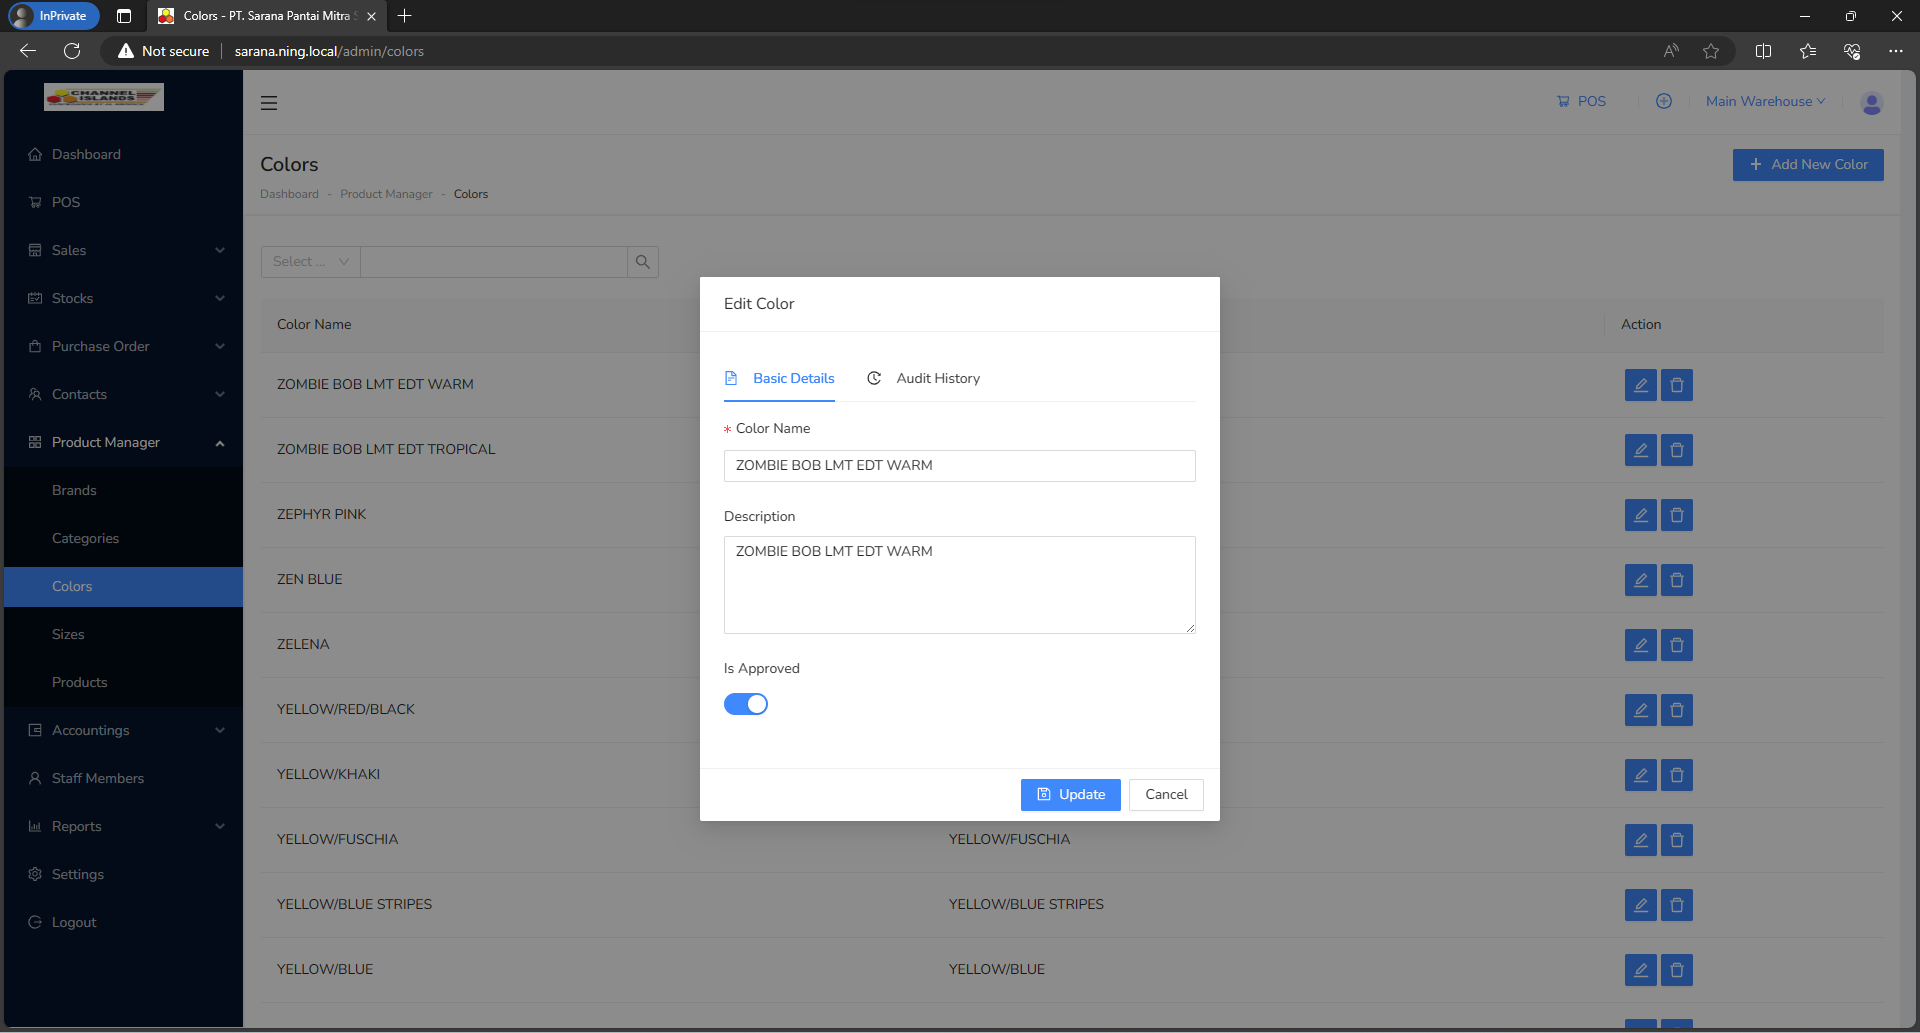 InPrivate
Colors - PT. Sarana Pantai Mitra S
Not secure
sarana.ning.local/admin/colors
CHANNEL
ISLANDS
Dashboard
POS
Sales
Stocks
Purchase Order
Contacts
Product Manager
Brands
Categories
Colors
Sizes
Products
Accountings
Staff Members
Reports
Settings
Logout
POS
Main Warehouse
Colors
Dashboard - Product Manager - Colors
Add New Color
Select ...
Color Name
Action
ZOMBIE BOB LMT EDT WARM
ZOMBIE BOB LMT EDT TROPICAL
ZEPHYR PINK
ZEN BLUE
ZELENA
YELLOW/RED/BLACK
YELLOW/KHAKI
YELLOW/FUSCHIA YELLOW/FUSCHIA
YELLOW/BLUE STRIPES YELLOW/BLUE STRIPES
YELLOW/BLUE YELLOW/BLUE
Edit Color
Basic Details Audit History
* Color Name
ZOMBIE BOB LMT EDT WARM
Description
ZOMBIE BOB LMT EDT WARM
Is Approved
Update Cancel